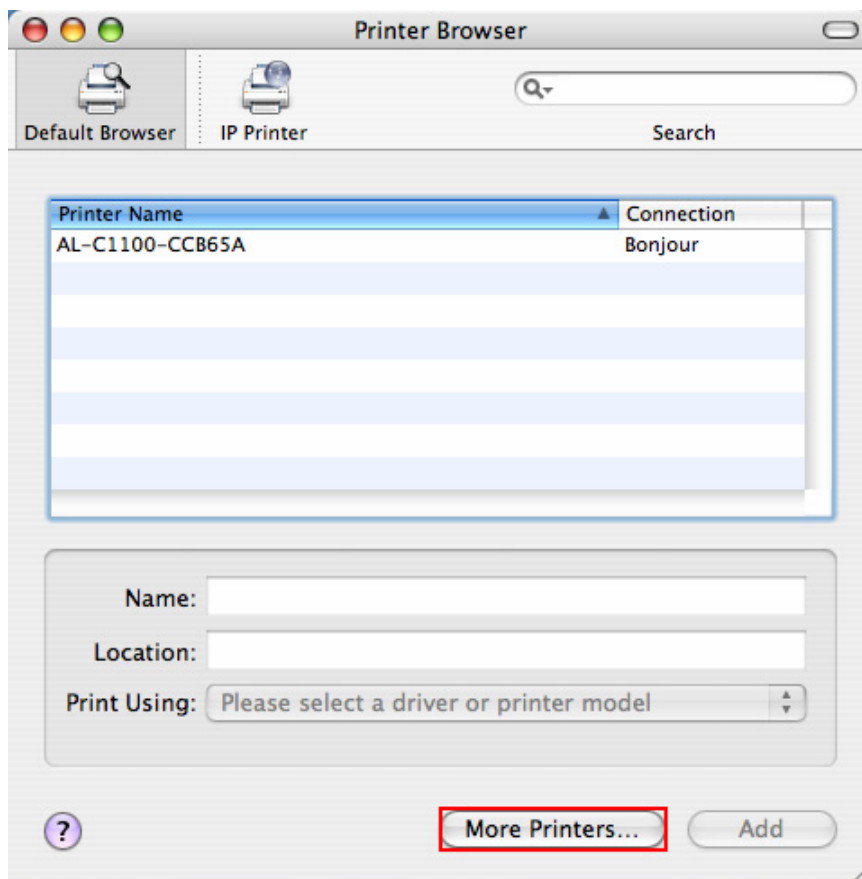 Printer Browser
Default Browser
IP Printer
Search
Printer Name Connection
AL-C1100-CCB65A Bonjour
Name:
Location:
Print Using: Please select a driver or printer model
? More Printers... Add